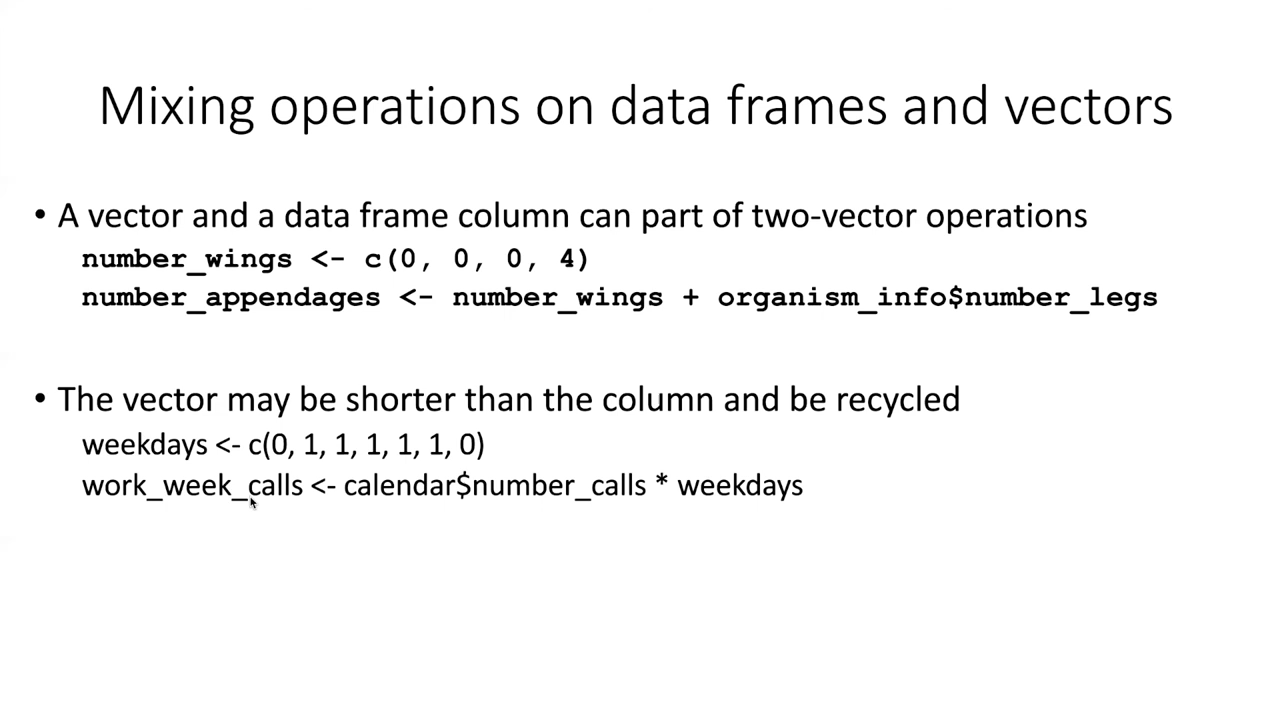 Mixing operations on data frames and vectors
• A vector and a data frame column can part of two-vector operations
number_wings <- c(0, 0, 0, 4)
number_appendages <- number_wings + organism_info$number_legs
• The vector may be shorter than the column and be recycled
weekdays <- c(0, 1, 1, 1, 1, 1, 0)
work_week_calls <- calendar$number_calls * weekdays